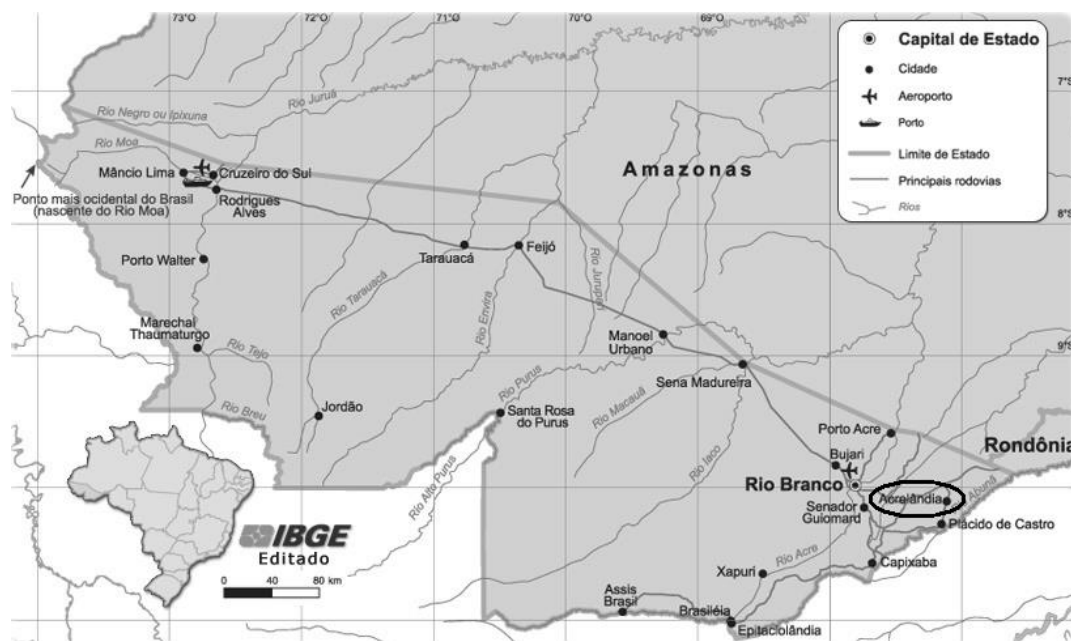 73°0'
72°0'
71°0'
70°0'
69°0'
Capital de Estado
Cidade
Aeroporto
Porto
Limite de Estado
Principais rodovias
Rios
7°S
8°S
9°S
Rio Negro ou Ipixuna
Rio Juruá
Rio Moa
Amazonas
Mâncio Lima
Cruzeiro do Sul
Ponto mais ocidental do Brasil
(nascente do Rio Moa)
Rodrigues
Alves
Porto Walter
Tarauacá
Feijó
Rio Tarauacá
Rio Envira
Rio Jurupari
Marechal
Thaumaturgo
Rio Tejo
Manoel
Urbano
Sena Madureira
Rio Purus
Rio Macauã
Rio Breu
Jordão
Santa Rosa
do Purus
Rio Iaco
Porto Acre
Bujari
Rondônia
Rio Branco
Acrelândia
Abunã
Rio Alto Purus
Senador
Guiomard
Plácido de Castro
IBGE
Editado
0 40 80 km
Rio Acre
Capixaba
Xapuri
Assis
Brasil
Brasiléia
Epitaciolândia